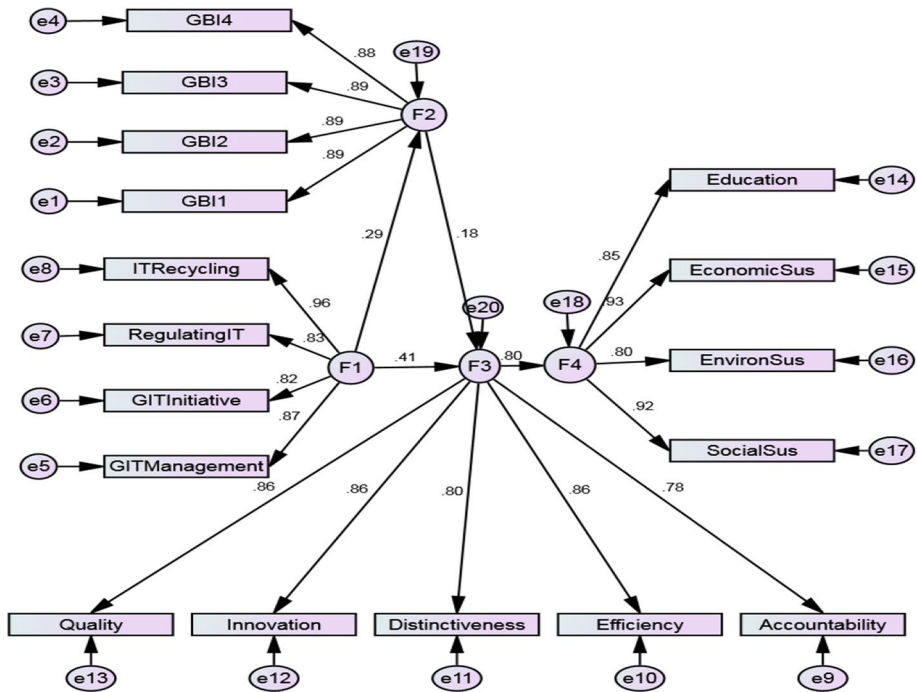 e4 GBI4
.88 e19
e3 GBI3
.89 F2
e2 GBI2
.89
.89
e1 GBI1
Education e14
.29 .18
.85
e8 ITRecycling
EconomicSus e15
.96 e20 e18 .93
e7 RegulatingIT
.83
F1 .41 F3 .80 F4 .80 EnvironSus e16
.82
e6 GITInitiative
.87 .92
SocialSus e17
e5 GITManagement
.86 .86 .80 .86 .78
Quality Innovation Distinctiveness Efficiency Accountability
e13 e12 e11 e10 e9